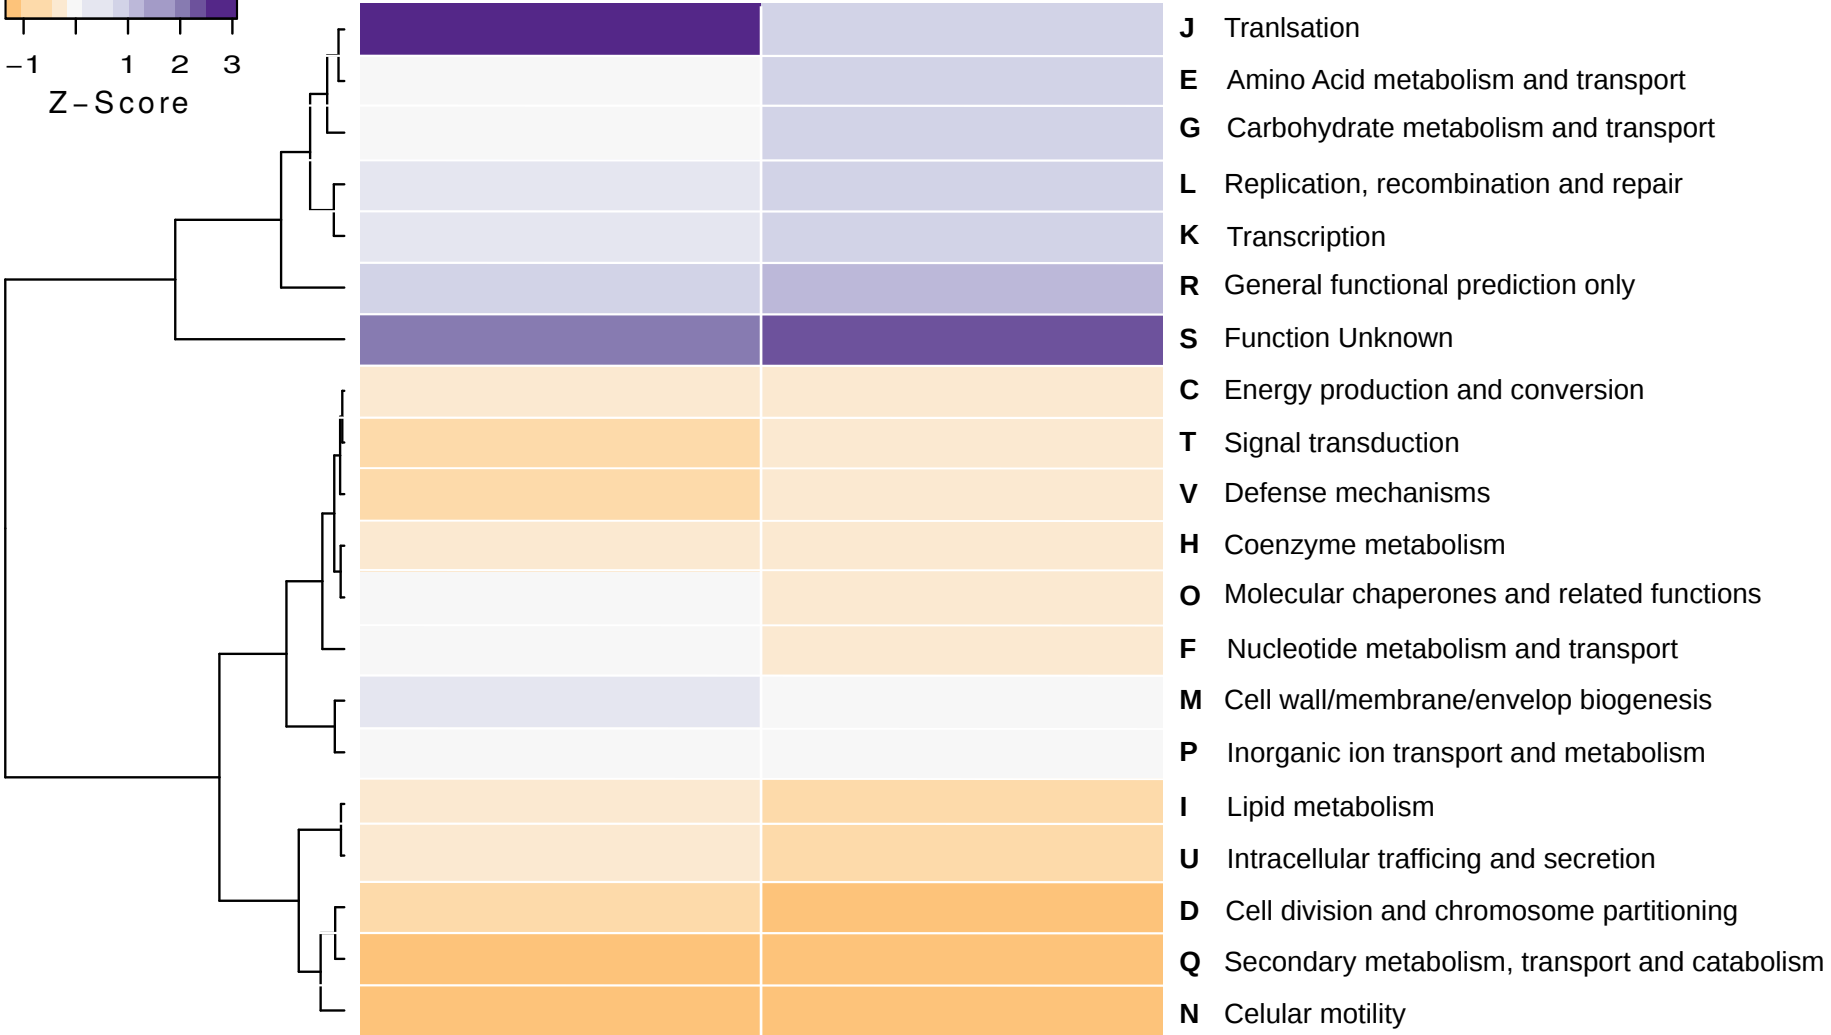 −1 1 2 3
Z−Score
J Tranlsation
E Amino Acid metabolism and transport
G Carbohydrate metabolism and transport
L Replication, recombination and repair
K Transcription
R General functional prediction only
S Function Unknown
C Energy production and conversion
T Signal transduction
V Defense mechanisms
H Coenzyme metabolism
O Molecular chaperones and related functions
F Nucleotide metabolism and transport
M Cell wall/membrane/envelop biogenesis
P Inorganic ion transport and metabolism
I Lipid metabolism
U Intracellular trafficing and secretion
D Cell division and chromosome partitioning
Q Secondary metabolism, transport and catabolism
N Celular motility